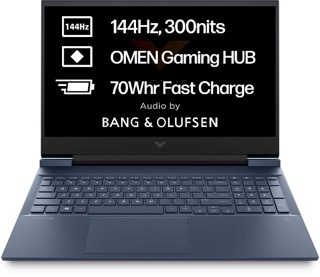 144Hz
144Hz, 300nits
OMEN Gaming HUB
70Whr Fast Charge
Audio by
BANG & OLUFSEN